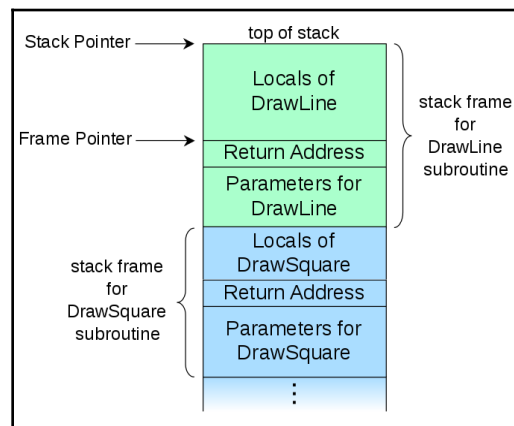 Stack Pointer
top of stack
Locals of
DrawLine
stack frame
for
DrawLine
subroutine
Frame Pointer
Return Address
Parameters for
DrawLine
stack frame
for
DrawSquare
subroutine
Locals of
DrawSquare
Return Address
Parameters for
DrawSquare
⋮